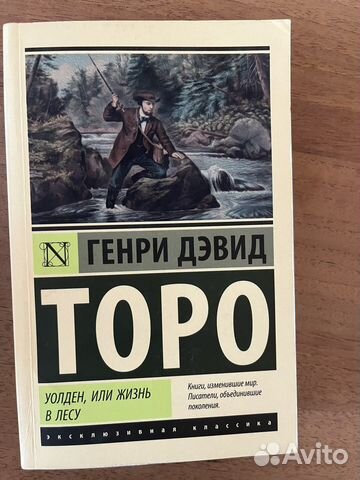 N
ГЕНРИ ДЭВИД
ТОРО
УОЛДЕН, ИЛИ ЖИЗНЬ
В ЛЕСУ
Книги, изменившие мир.
Писатели, объединившие
поколения.
эксклюзивная классика
Avito